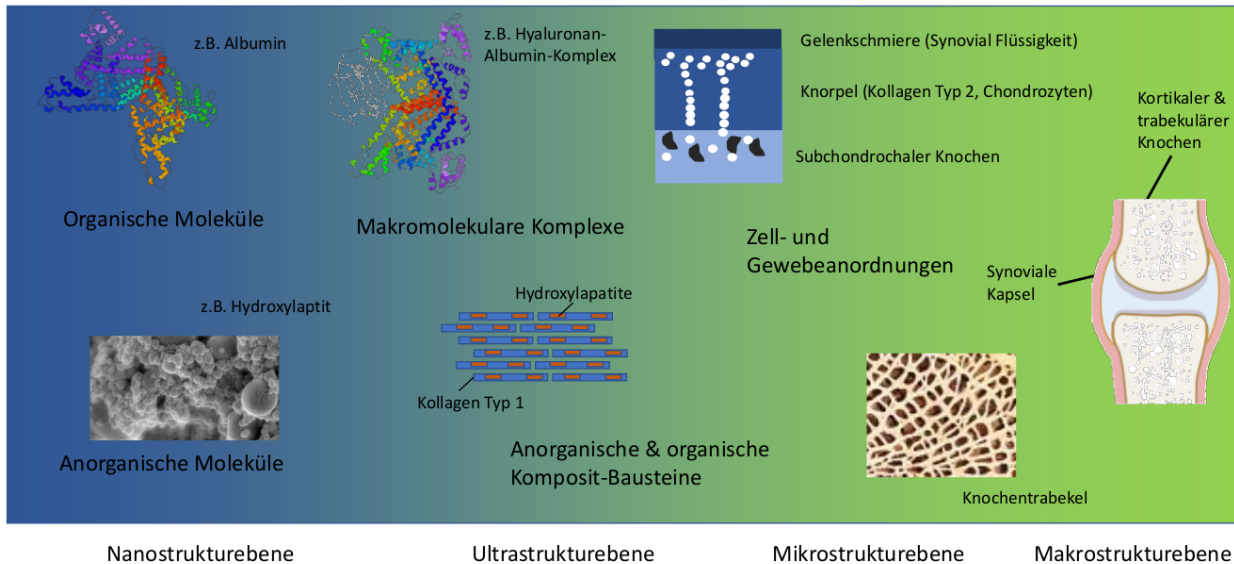 z.B. Albumin
z.B. Hyaluronan-
Albumin-Komplex
Gelenkschmiere (Synovial Flüssigkeit)
Knorpel (Kollagen Typ 2, Chondrozyten)
Subchondrochaler Knochen
Kortikaler &
trabekulärer
Knochen
Organische Moleküle
Makromolekulare Komplexe
Zell- und
Gewebeanordnungen
Synoviale
Kapsel
z.B. Hydroxylaptit
Hydroxylapatite
Kollagen Typ 1
Anorganische Moleküle
Anorganische & organische
Komposit-Bausteine
Knochentrabekel
Nanostrukturebene
Ultrastrukturebene
Mikrostrukturebene
Makrostrukturebene